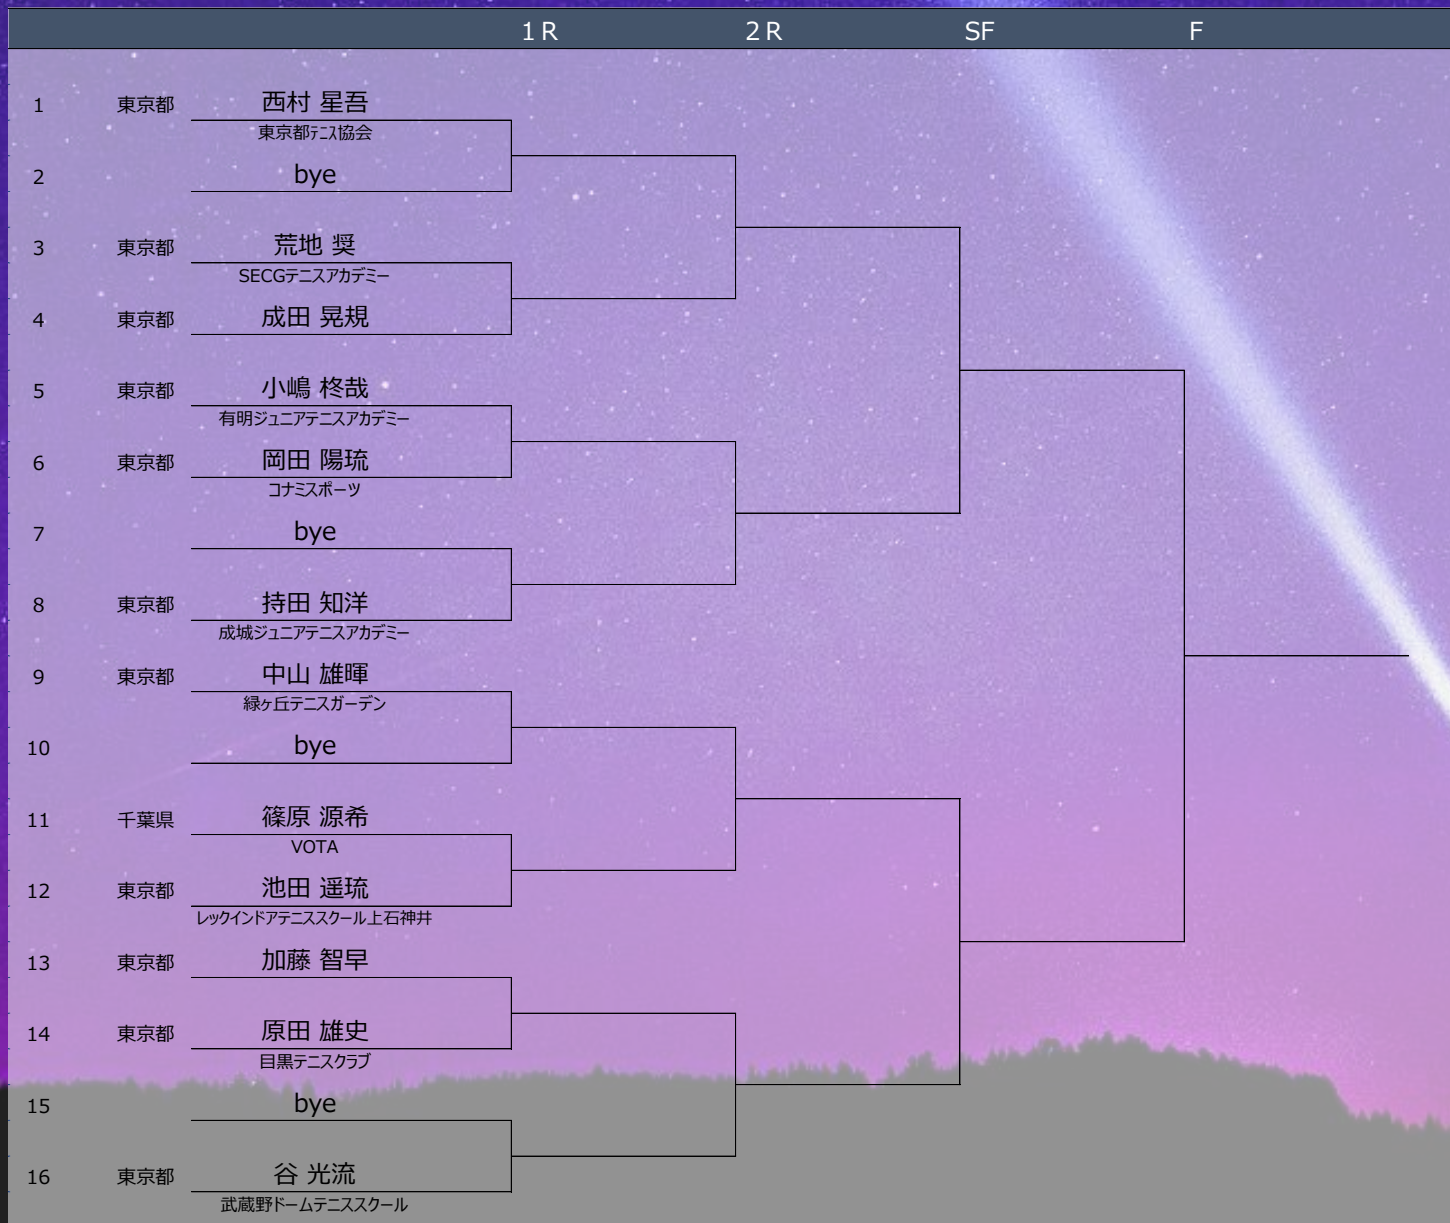 1R 2R SF F
1 東京都 西村 星吾
東京都テニス協会
2 bye
3 東京都 荒地 奨
SECGテニスアカデミー
4 東京都 成田 晃規
5 東京都 小嶋 柊哉
有明ジュニアテニスアカデミー
6 東京都 岡田 陽琉
コナミスポーツ
7 bye
8 東京都 持田 知洋
成城ジュニアテニスアカデミー
9 東京都 中山 雄暉
緑ヶ丘テニスガーデン
10 bye
11 千葉県 篠原 源希
VOTA
12 東京都 池田 遥琉
レックインドアテニススクール上石神井
13 東京都 加藤 智早
14 東京都 原田 雄史
目黒テニスクラブ
15 bye
16 東京都 谷 光流
武蔵野ドームテニススクール